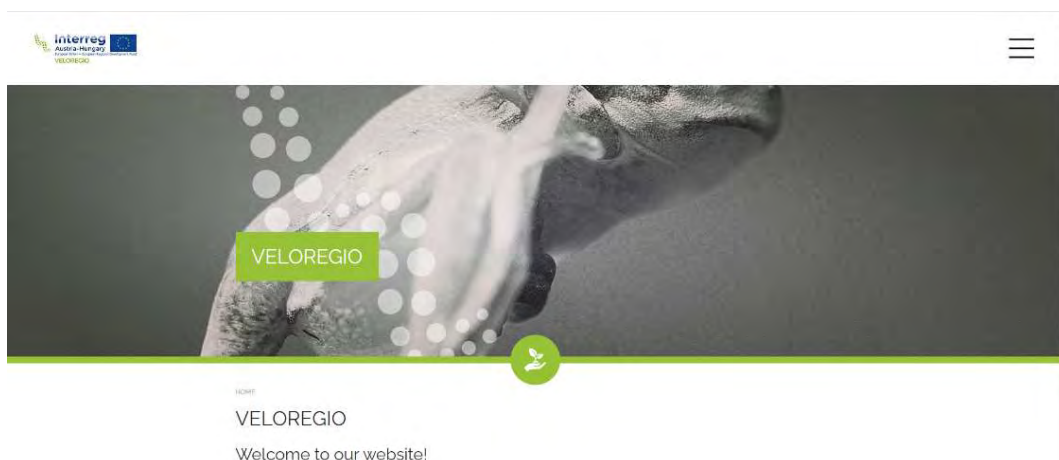 Interreg
Austria-Hungary
VELOREGIO
VELOREGIO
HOME
VELOREGIO
Welcome to our website!